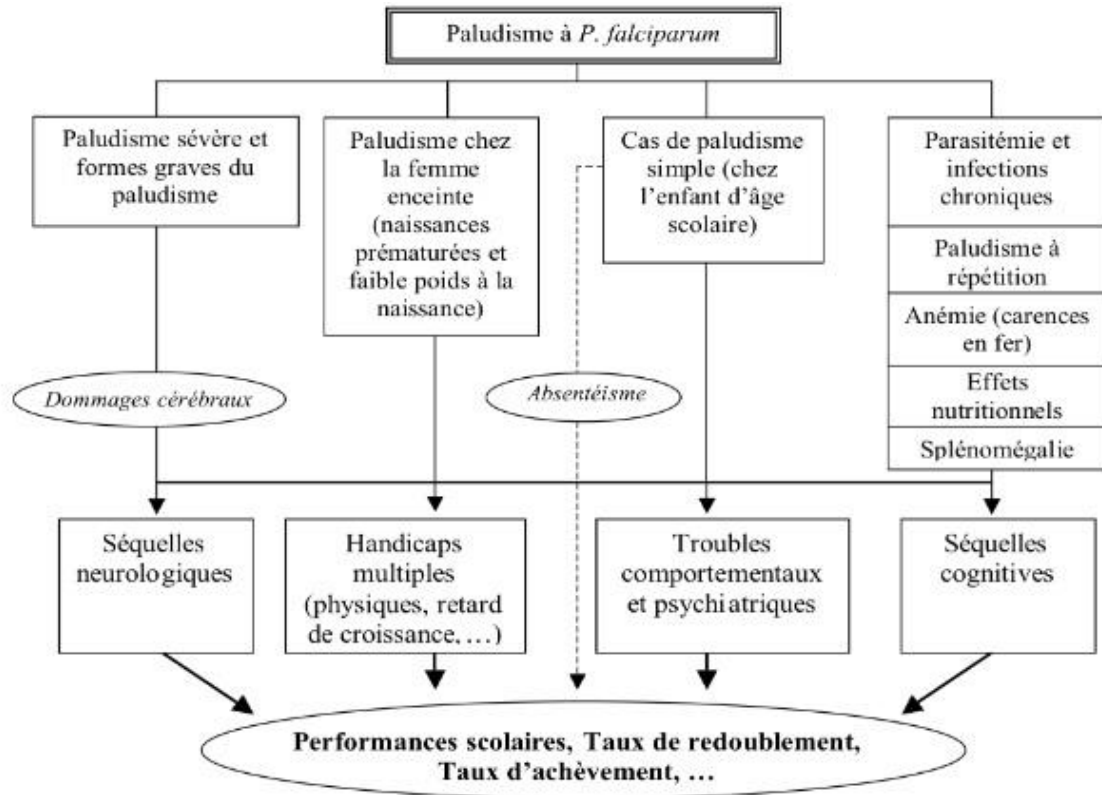 Paludisme à P. falciparum
Paludisme sévère et
formes graves du
paludisme
Paludisme chez
la femme
enceinte
(naissances
prématurées et
faible poids à la
naissance)
Cas de paludisme
simple (chez
l'enfant d'âge
scolaire)
Parasitémie et
infections
chroniques
Paludisme à
répétition
Anémie (carences
en fer)
Effets
nutritionnels
Splénomégalie
Dommages cérébraux
Absentéisme
Séquelles
neurologiques
Handicaps
multiples
(physiques, retard
de croissance, …)
Troubles
comportementaux
et psychiatriques
Séquelles
cognitives
Performances scolaires, Taux de redoublement,
Taux d'achèvement, …